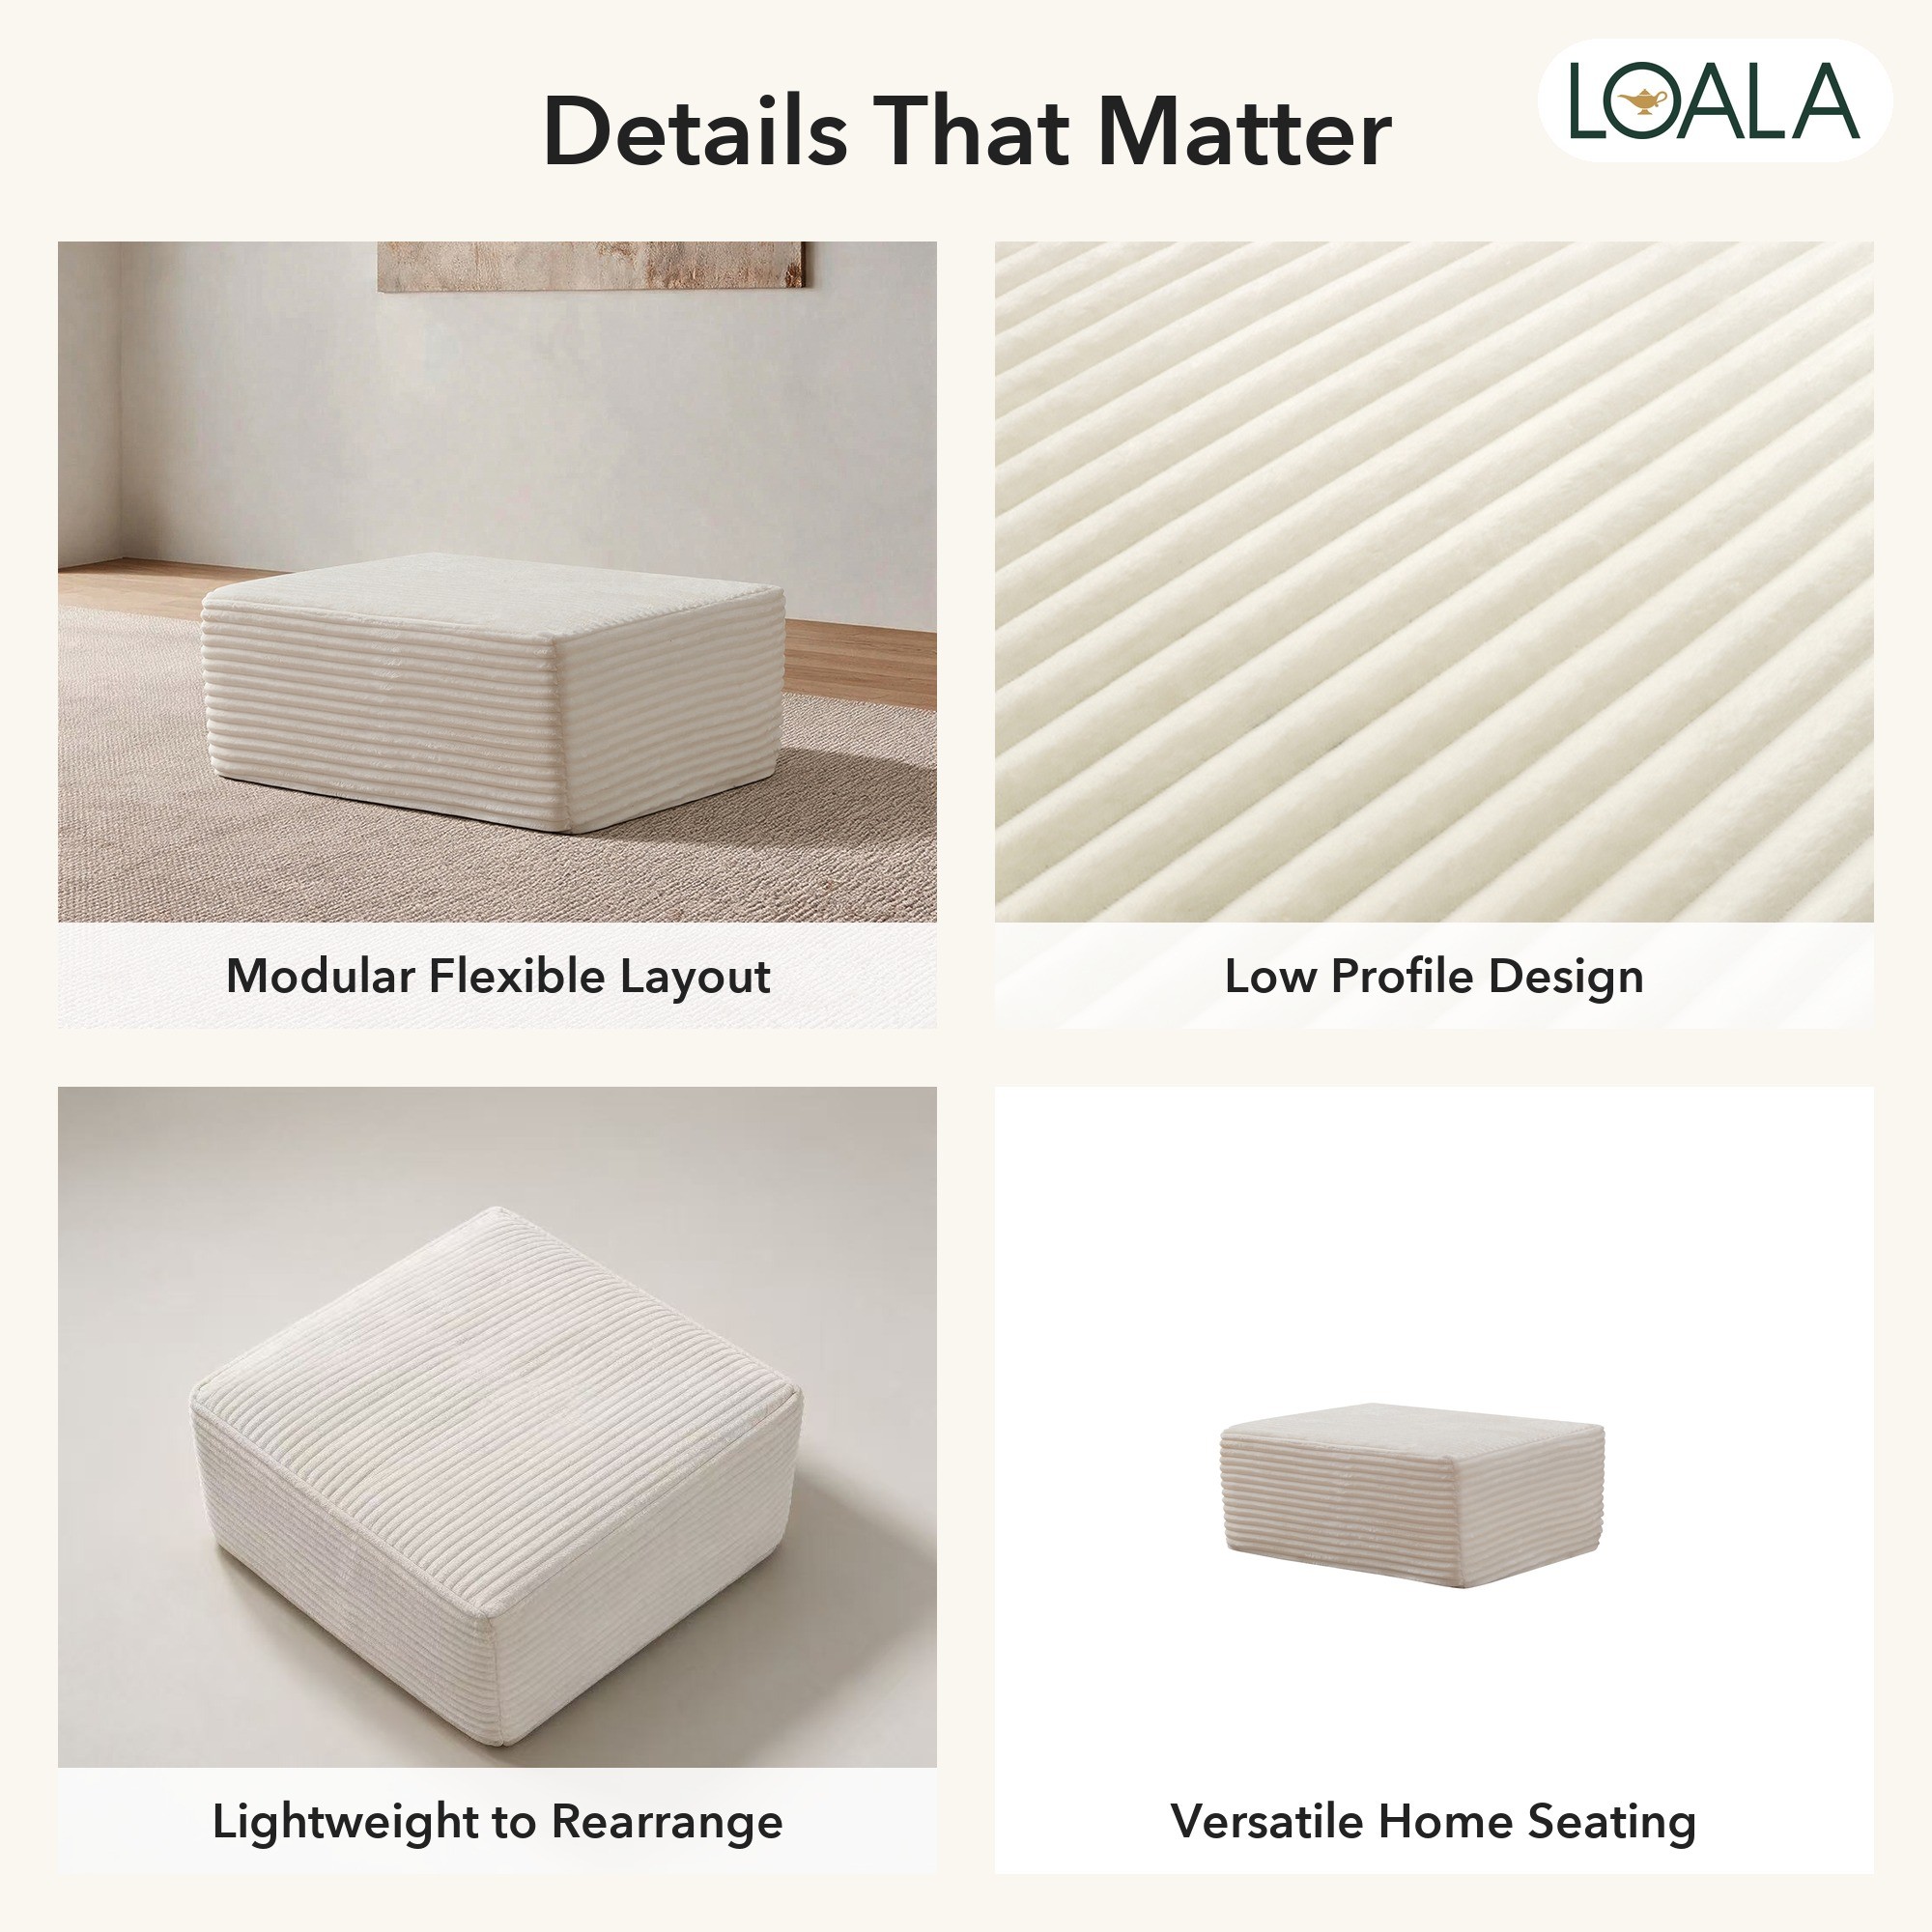 Details That Matter
LOALA
Modular Flexible Layout
Low Profile Design
Lightweight to Rearrange
Versatile Home Seating